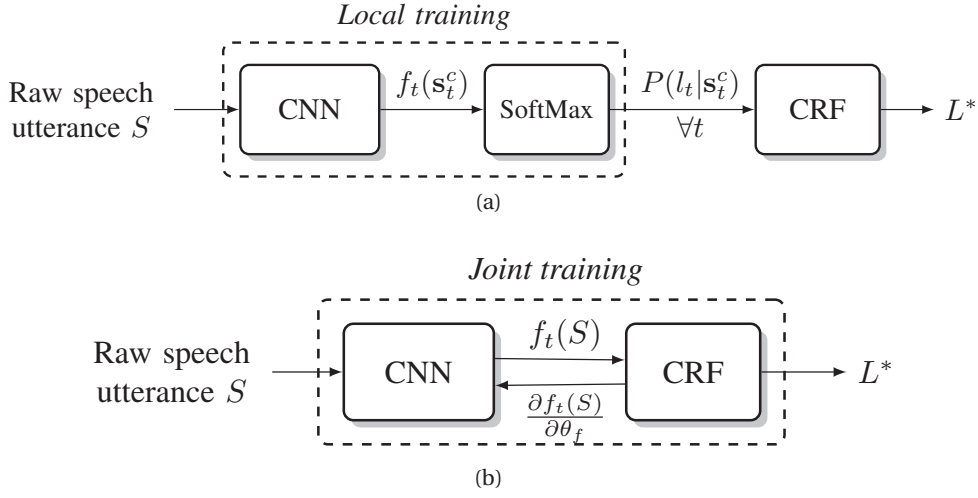 Local training
Raw speech
utterance S
CNN
f_t(s_t^c)
SoftMax
P(l_t|s_t^c)
∀t
CRF
L*
(a)
Joint training
Raw speech
utterance S
CNN
f_t(S)
∂f_t(S)
∂θ_f
CRF
L*
(b)